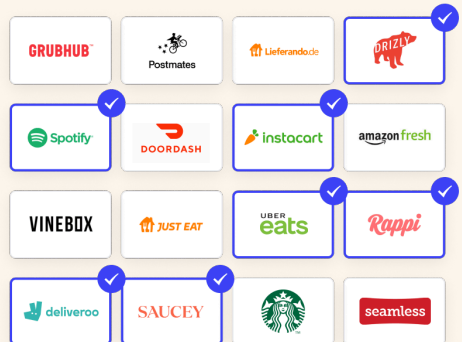 GRUBHUB
Postmates
Lieferando.de
DRIZLY
Spotify
DOORDASH
instacart
amazon fresh
VINEBOX
JUST EAT
UBER
eats
Rappi
deliveroo
SAUCEY
seamless